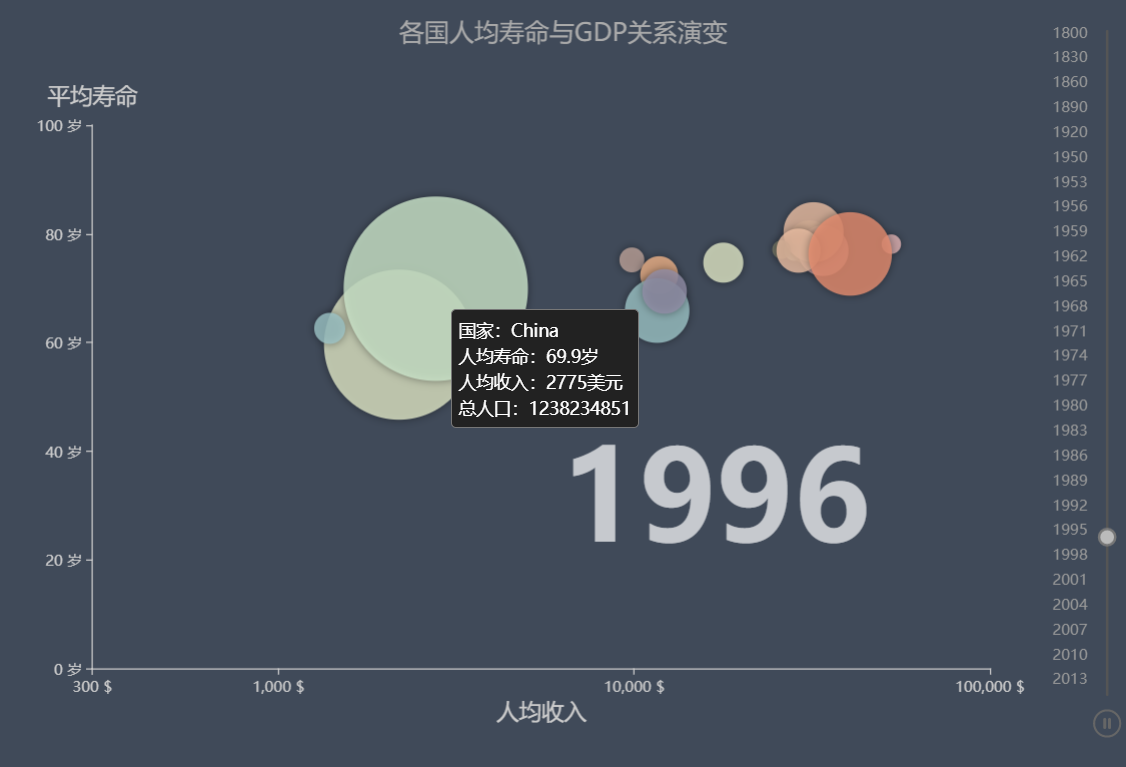 各国人均寿命与GDP关系演变
平均寿命
100 岁
80 岁
60 岁
40 岁
20 岁
0 岁
300 $
1,000 $
10,000 $
100,000 $
人均收入
国家：China
人均寿命：69.9岁
人均收入：2775美元
总人口：1238234851
1996
1800
1830
1860
1890
1920
1950
1953
1956
1959
1962
1965
1968
1971
1974
1977
1980
1983
1986
1989
1992
1995
1998
2001
2004
2007
2010
2013